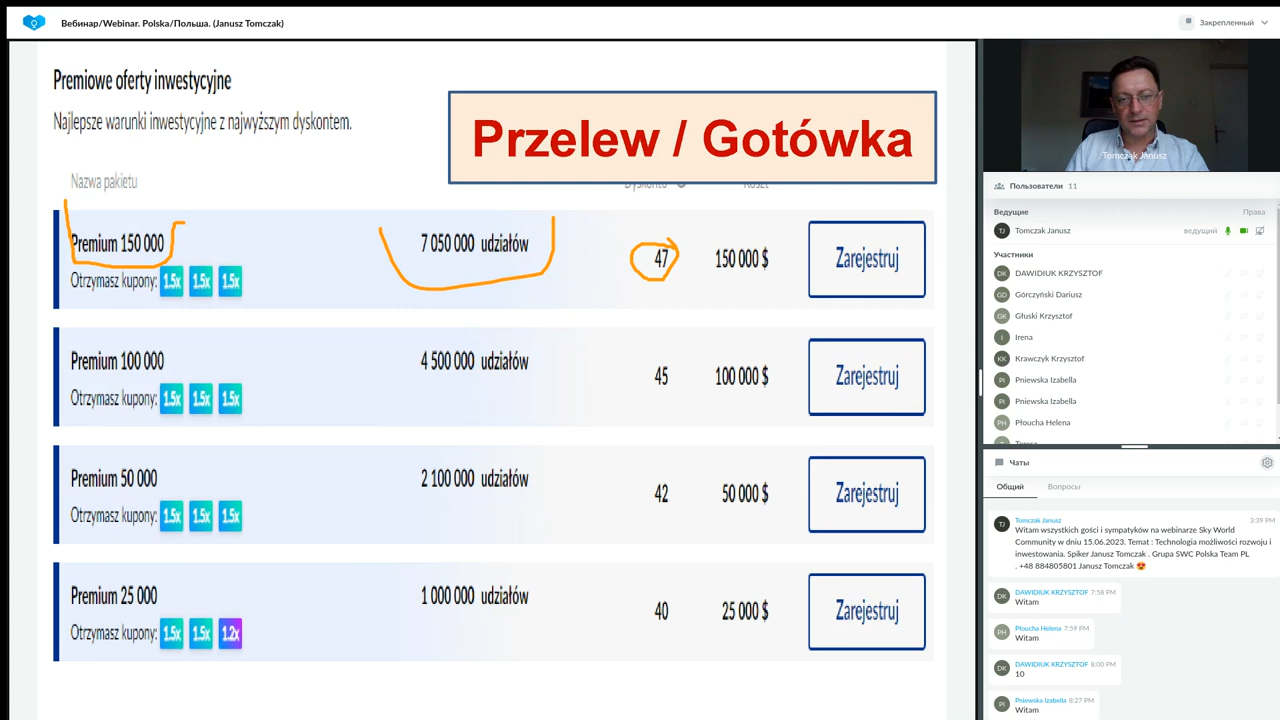 Вебинар/Webinar. Polska/Польша. (Janusz Tomczak)
Закрепленный
Premiowe oferty inwestycyjne
Najlepsze warunki inwestycyjne z najwyższym dyskontem.
Przelew / Gotówka
Nazwa pakietu
Premium 150 000
7 050 000 udziałów
47
150 000 $
Zarejestruj
Otrzymasz kupony: 1.5x 1.5x 1.5x
Premium 100 000
4 500 000 udziałów
45
100 000 $
Zarejestruj
Otrzymasz kupony: 1.5x 1.5x 1.5x
Premium 50 000
2 100 000 udziałów
42
50 000 $
Zarejestruj
Otrzymasz kupony: 1.5x 1.5x 1.5x
Premium 25 000
1 000 000 udziałów
40
25 000 $
Zarejestruj
Otrzymasz kupony: 1.5x 1.5x 1.2x
Tomczak Janusz
Пользователи 11
Ведущие Права
TJ Tomczak Janusz ведущий
Участники
DK DAWIDIUK KRZYSZTOF
GD Górczyński Dariusz
GK Głuski Krzysztof
I Irena
KK Krawczyk Krzysztof
PI Pniewska Izabella
PI Pniewska Izabella
PH Płoucha Helena
Чаты
Общий Вопросы
TJ Tomczak Janusz 3:39 PM
Witam wszystkich gości i sympatyków na webinarze Sky World
Community w dniu 15.06.2023. Temat : Technologia możliwości rozwoju i
inwestowania. Spiker Janusz Tomczak . Grupa SWC Polska Team PL
. +48 884805801 Janusz Tomczak 😍
DK DAWIDIUK KRZYSZTOF 7:58 PM
Witam
PH Płoucha Helena 7:59 PM
Witam
DK DAWIDIUK KRZYSZTOF 8:00 PM
10
PI Pniewska Izabella 8:27 PM
Witam